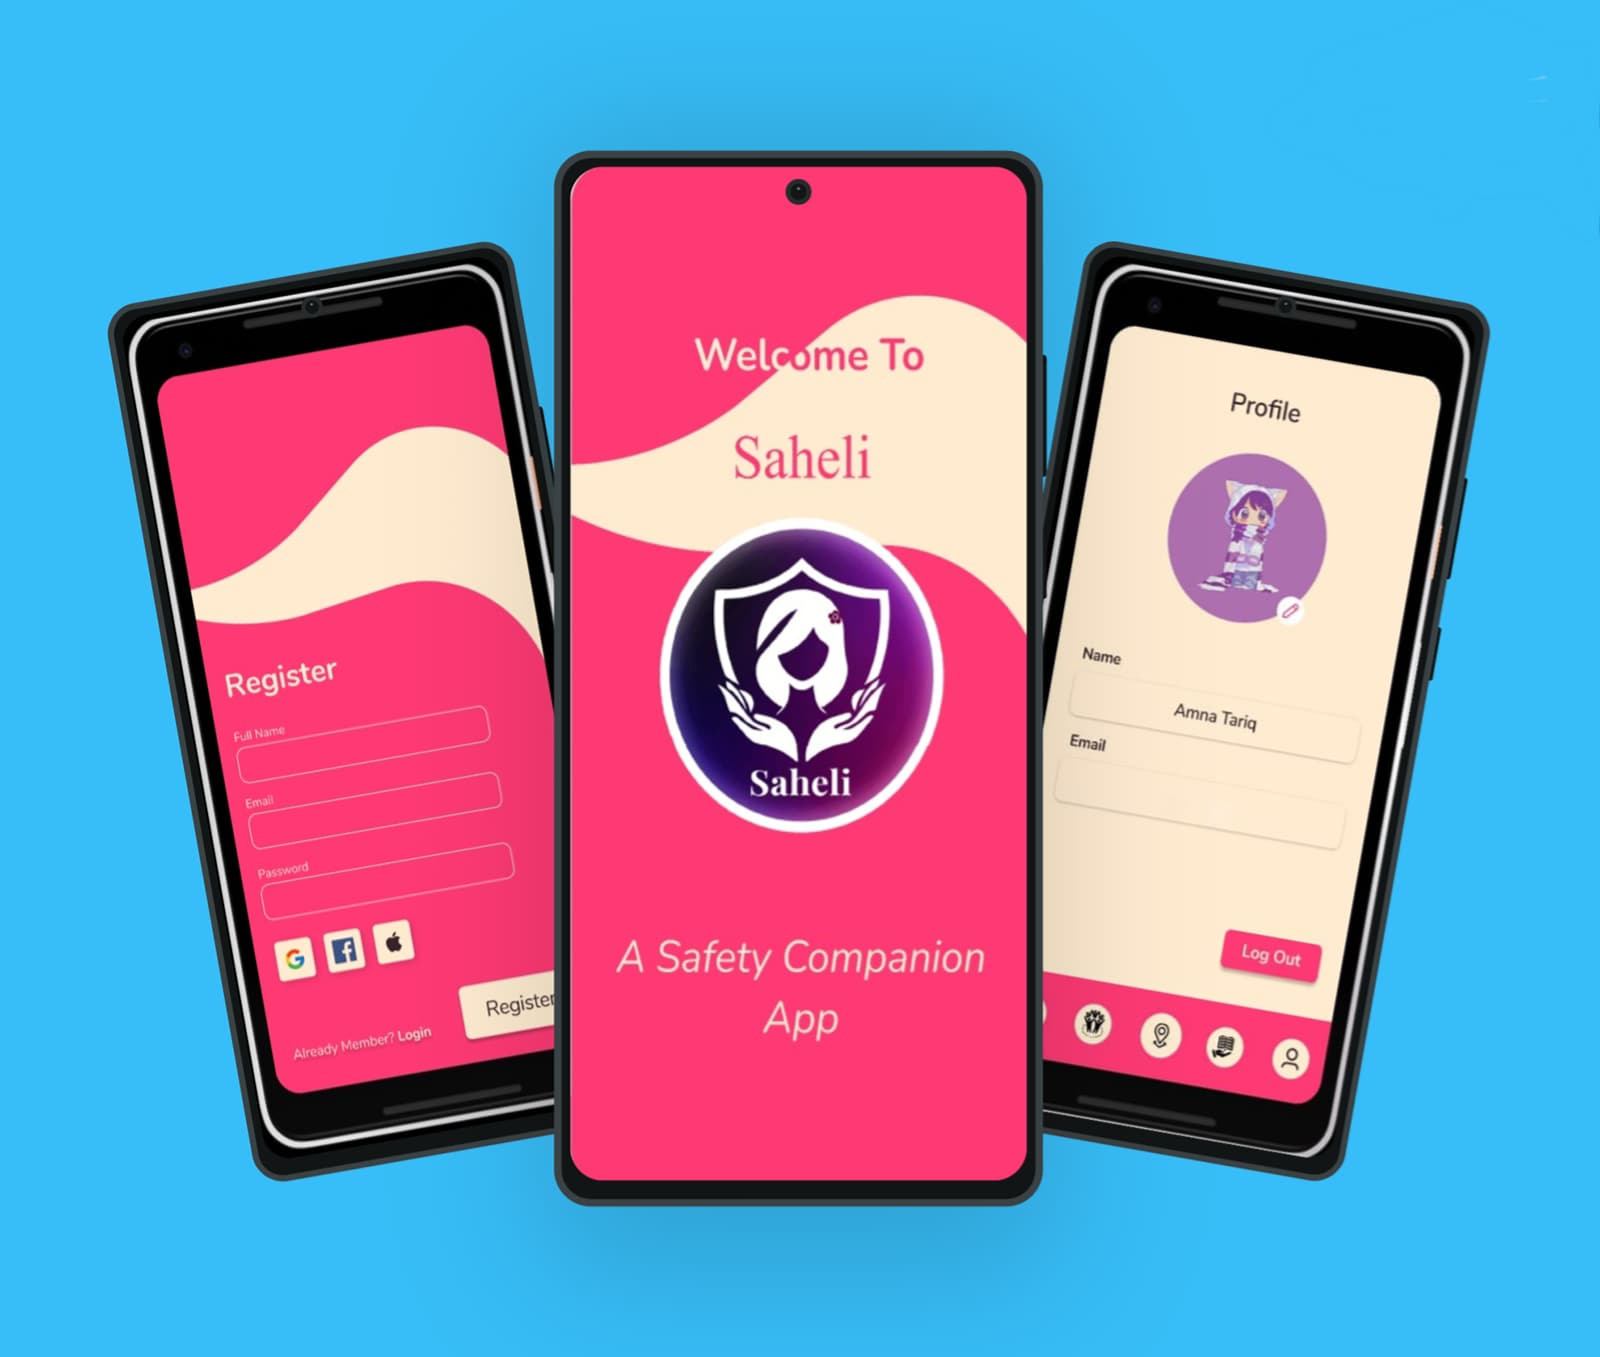 Welcome To
Saheli
Saheli
A Safety Companion
App
Register
Full Name
Email
Password
Register
Already Member? Login
Profile
Name
Amna Tariq
Email
Log Out